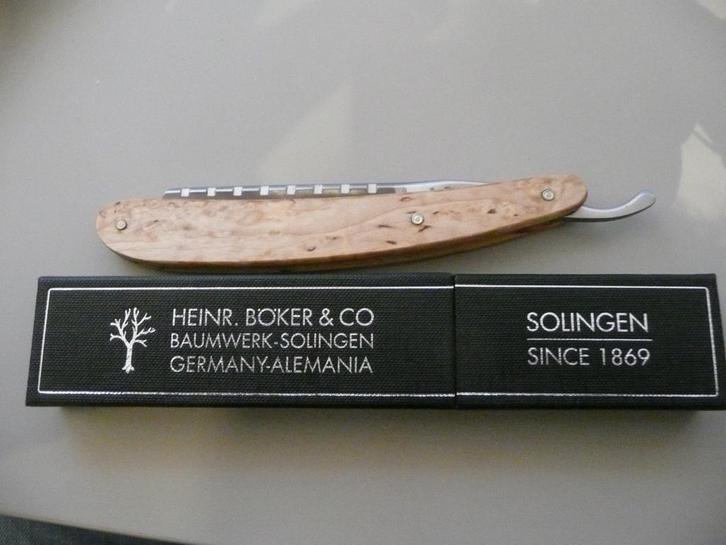 HEINR. BÖKER & CO
BAUMWERK-SOLINGEN
GERMANY-ALEMANIA
SOLINGEN
SINCE 1869